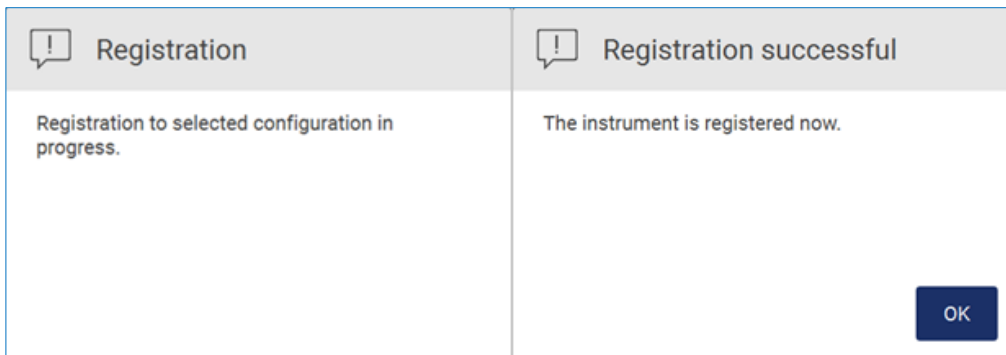 Registration
Registration to selected configuration in
progress.
Registration successful
The instrument is registered now.
OK